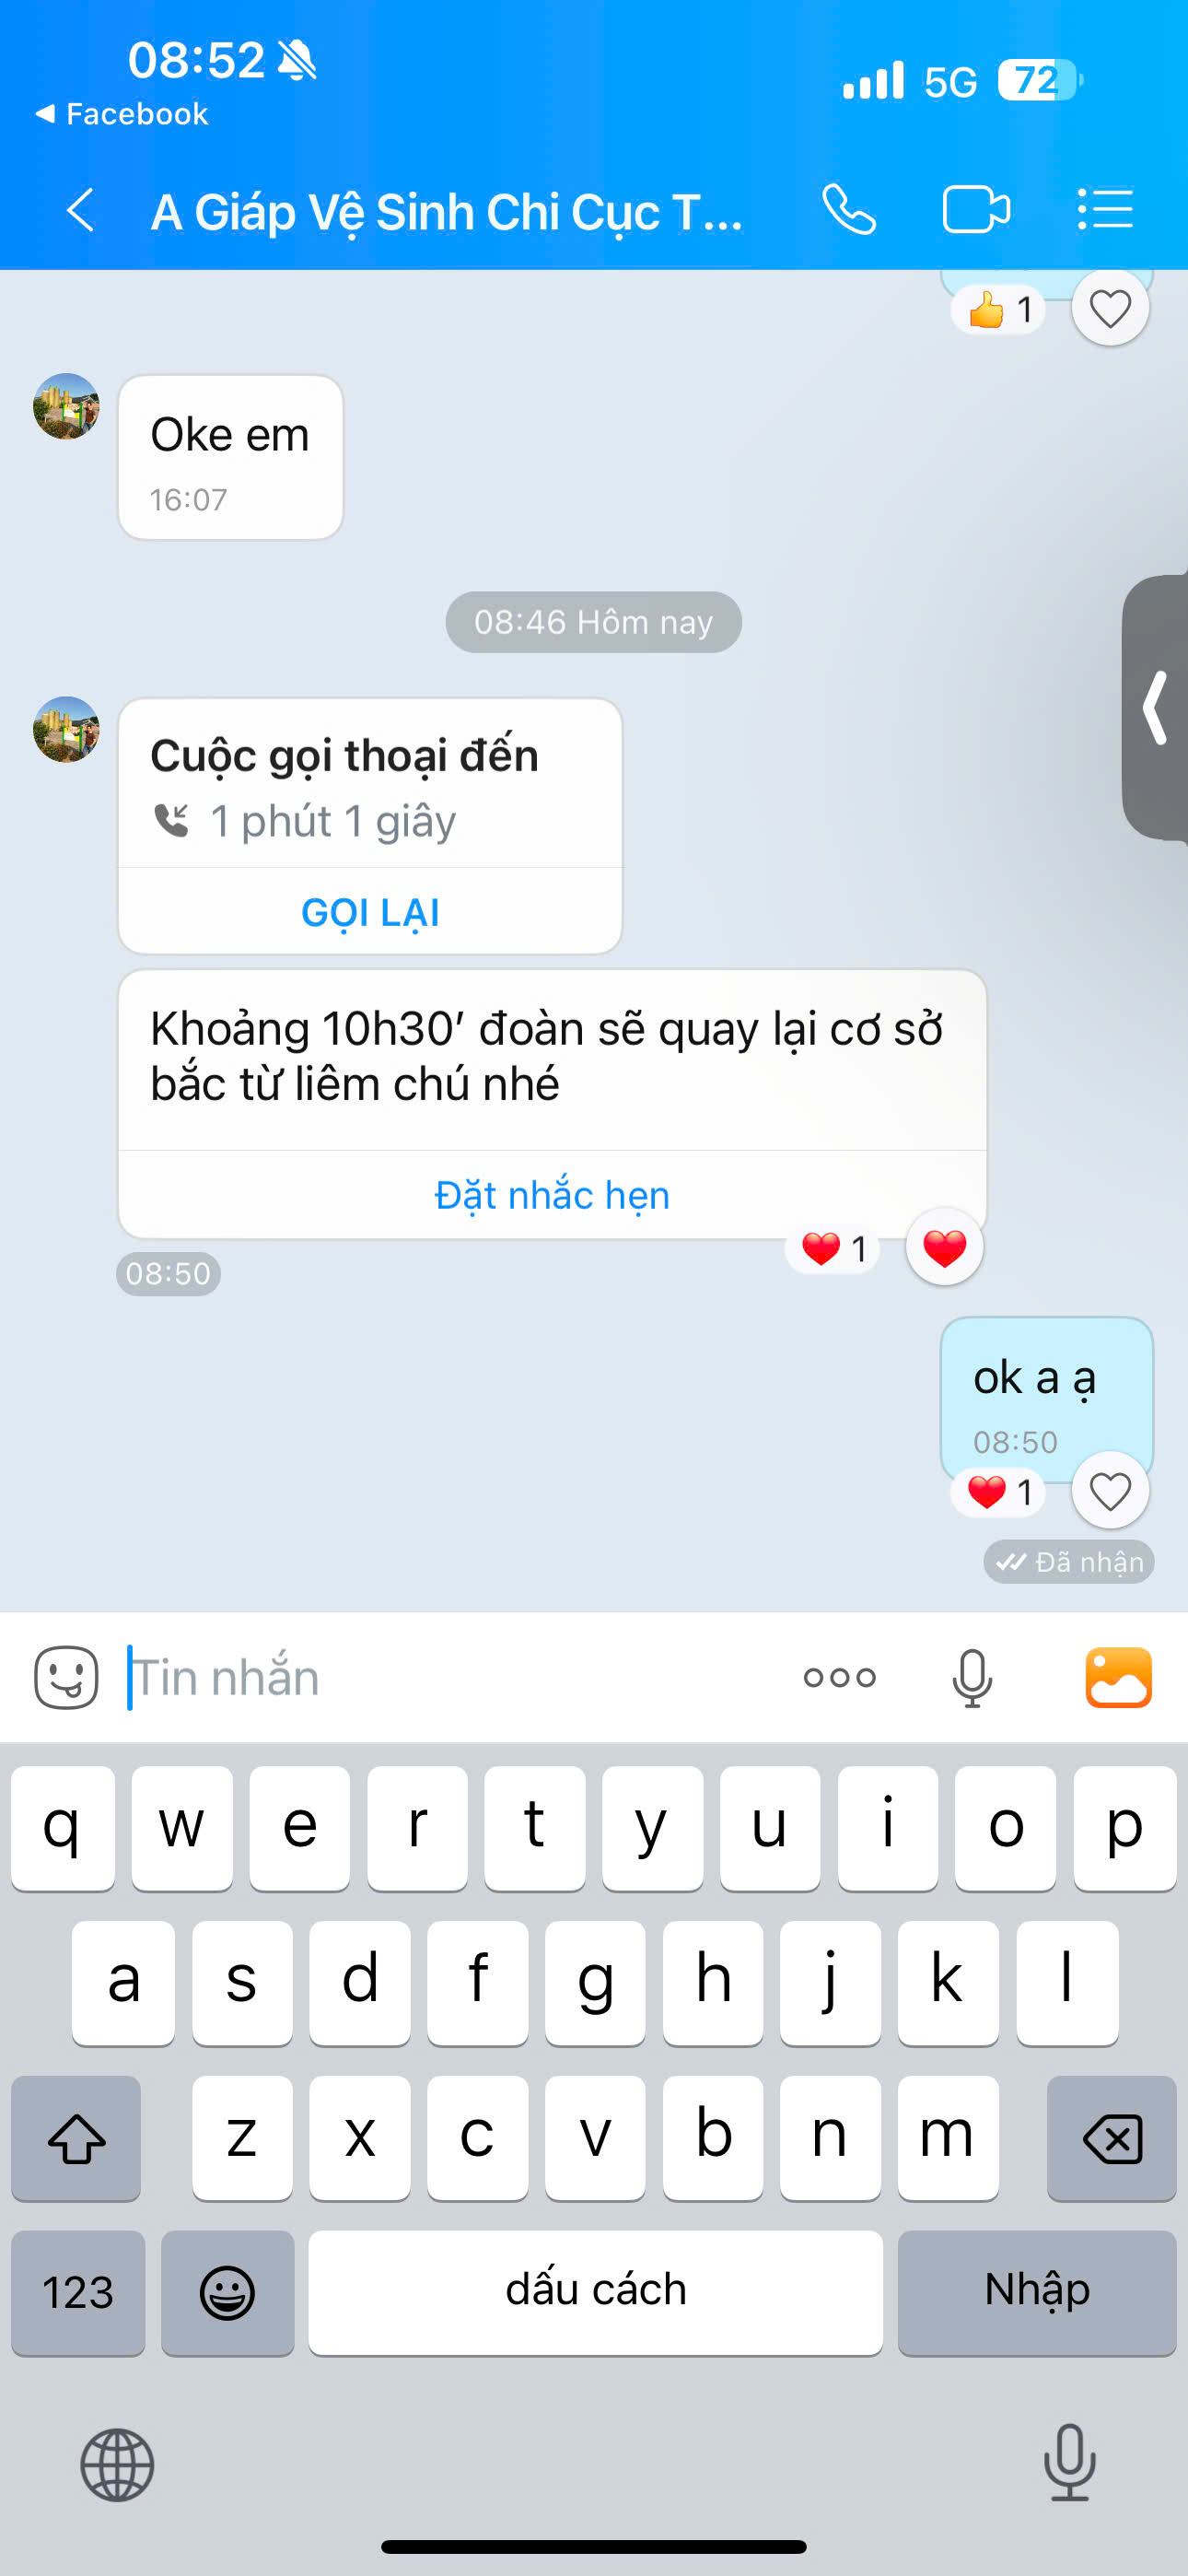 08:52
Facebook
5G
72
A Giáp Vệ Sinh Chi Cục T...
1
Oke em
16:07
08:46 Hôm nay
Cuộc gọi thoại đến
1 phút 1 giây
GỌI LẠI
Khoảng 10h30’ đoàn sẽ quay lại cơ sở
bắc từ liêm chú nhé
Đặt nhắc hẹn
1
08:50
ok a ạ
08:50
1
Đã nhận
Tin nhắn
q w e r t y u i o p
a s d f g h j k l
z x c v b n m
123
dấu cách
Nhập